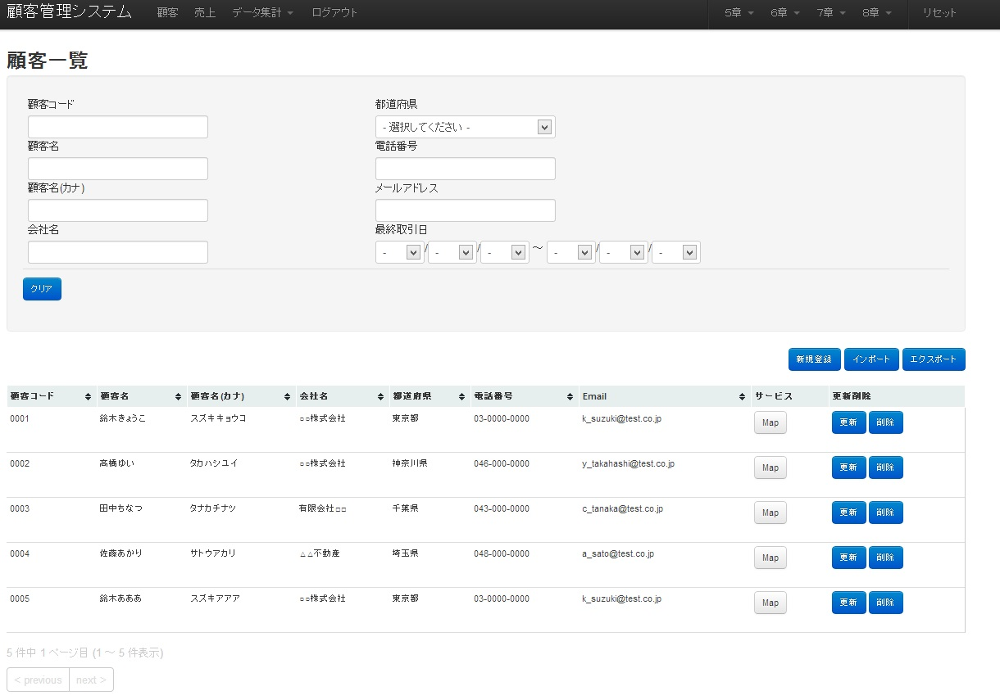 顧客管理システム 顧客 売上 データ集計 ログアウト 5章 6章 7章 8章 リセット
顧客一覧
顧客コード 都道府県
- 選択してください -
顧客名 電話番号
顧客名(カナ) メールアドレス
会社名 最終取引日
- / - / - ～ - / - / -
クリア
新規登録 インポート エクスポート
顧客コード 顧客名 顧客名(カナ) 会社名 都道府県 電話番号 Email サービス 更新削除
0001 鈴木きょうこ スズキキョウコ ○○株式会社 東京都 03-0000-0000 k_suzuki@test.co.jp Map 更新 削除
0002 高橋ゆい タカハシユイ ○○株式会社 神奈川県 046-000-0000 y_takahashi@test.co.jp Map 更新 削除
0003 田中ちなつ タナカチナツ 有限会社□□ 千葉県 043-000-0000 c_tanaka@test.co.jp Map 更新 削除
0004 佐藤あかり サトウアカリ △△不動産 埼玉県 048-000-0000 a_sato@test.co.jp Map 更新 削除
0005 鈴木あああ スズキアアア ○○株式会社 東京都 03-0000-0000 k_suzuki@test.co.jp Map 更新 削除
5 件中 1 ページ目 (1 ～ 5 件表示)
< previous next >